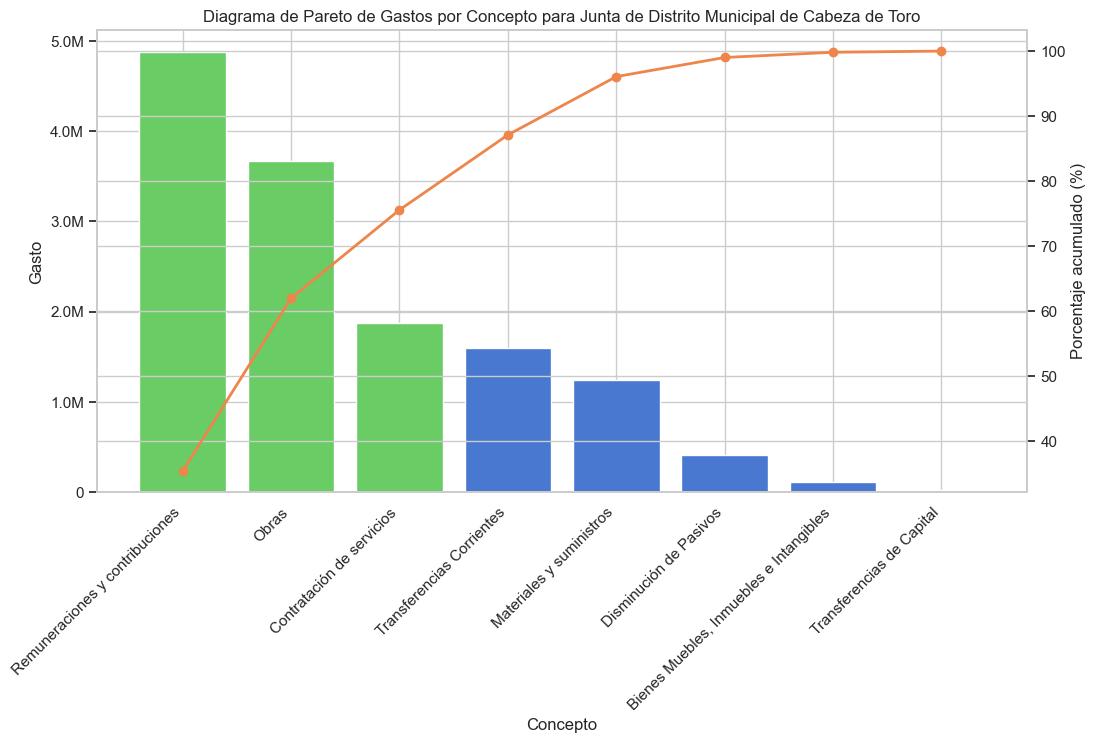 Diagrama de Pareto de Gastos por Concepto para Junta de Distrito Municipal de Cabeza de Toro
5.0M
4.0M
3.0M
2.0M
1.0M
0
Gasto
100
90
80
70
60
50
40
Porcentaje acumulado (%)
Remuneraciones y contribuciones
Obras
Contratación de servicios
Transferencias Corrientes
Materiales y suministros
Disminución de Pasivos
Bienes Muebles, Inmuebles e Intangibles
Transferencias de Capital
Concepto